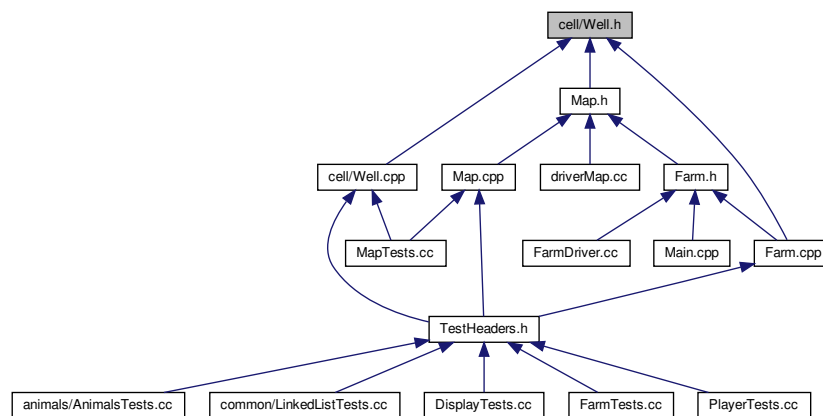 cell/Well.h
Map.h
cell/Well.cpp
Map.cpp
driverMap.cc
Farm.h
MapTests.cc
FarmDriver.cc
Main.cpp
Farm.cpp
TestHeaders.h
animals/AnimalsTests.cc
common/LinkedListTests.cc
DisplayTests.cc
FarmTests.cc
PlayerTests.cc